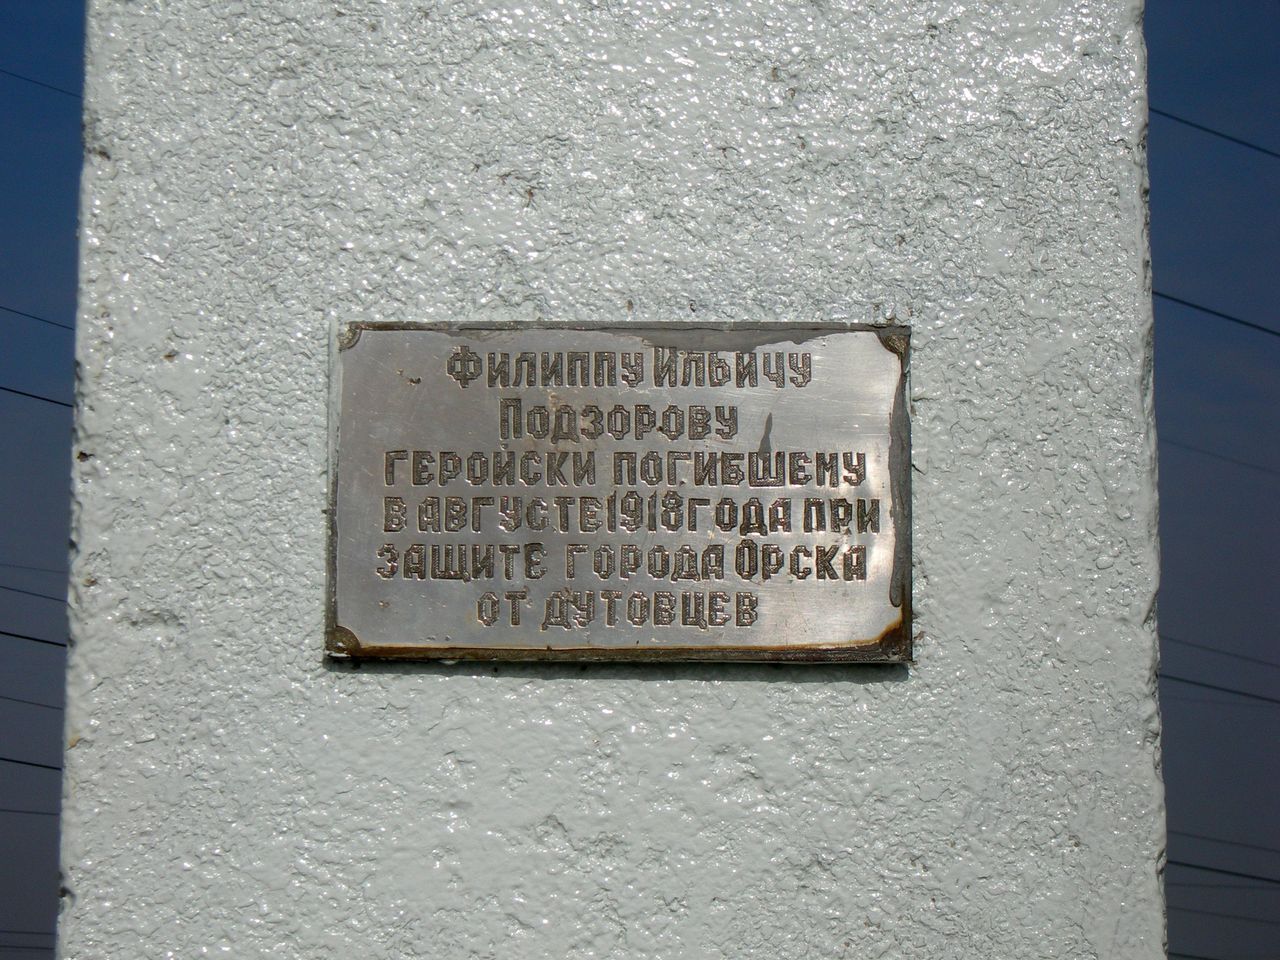 Филиппу Ильичу
Подзорову
геройски погибшему
в августе 1918 года при
защите города Орска
от дутовцев